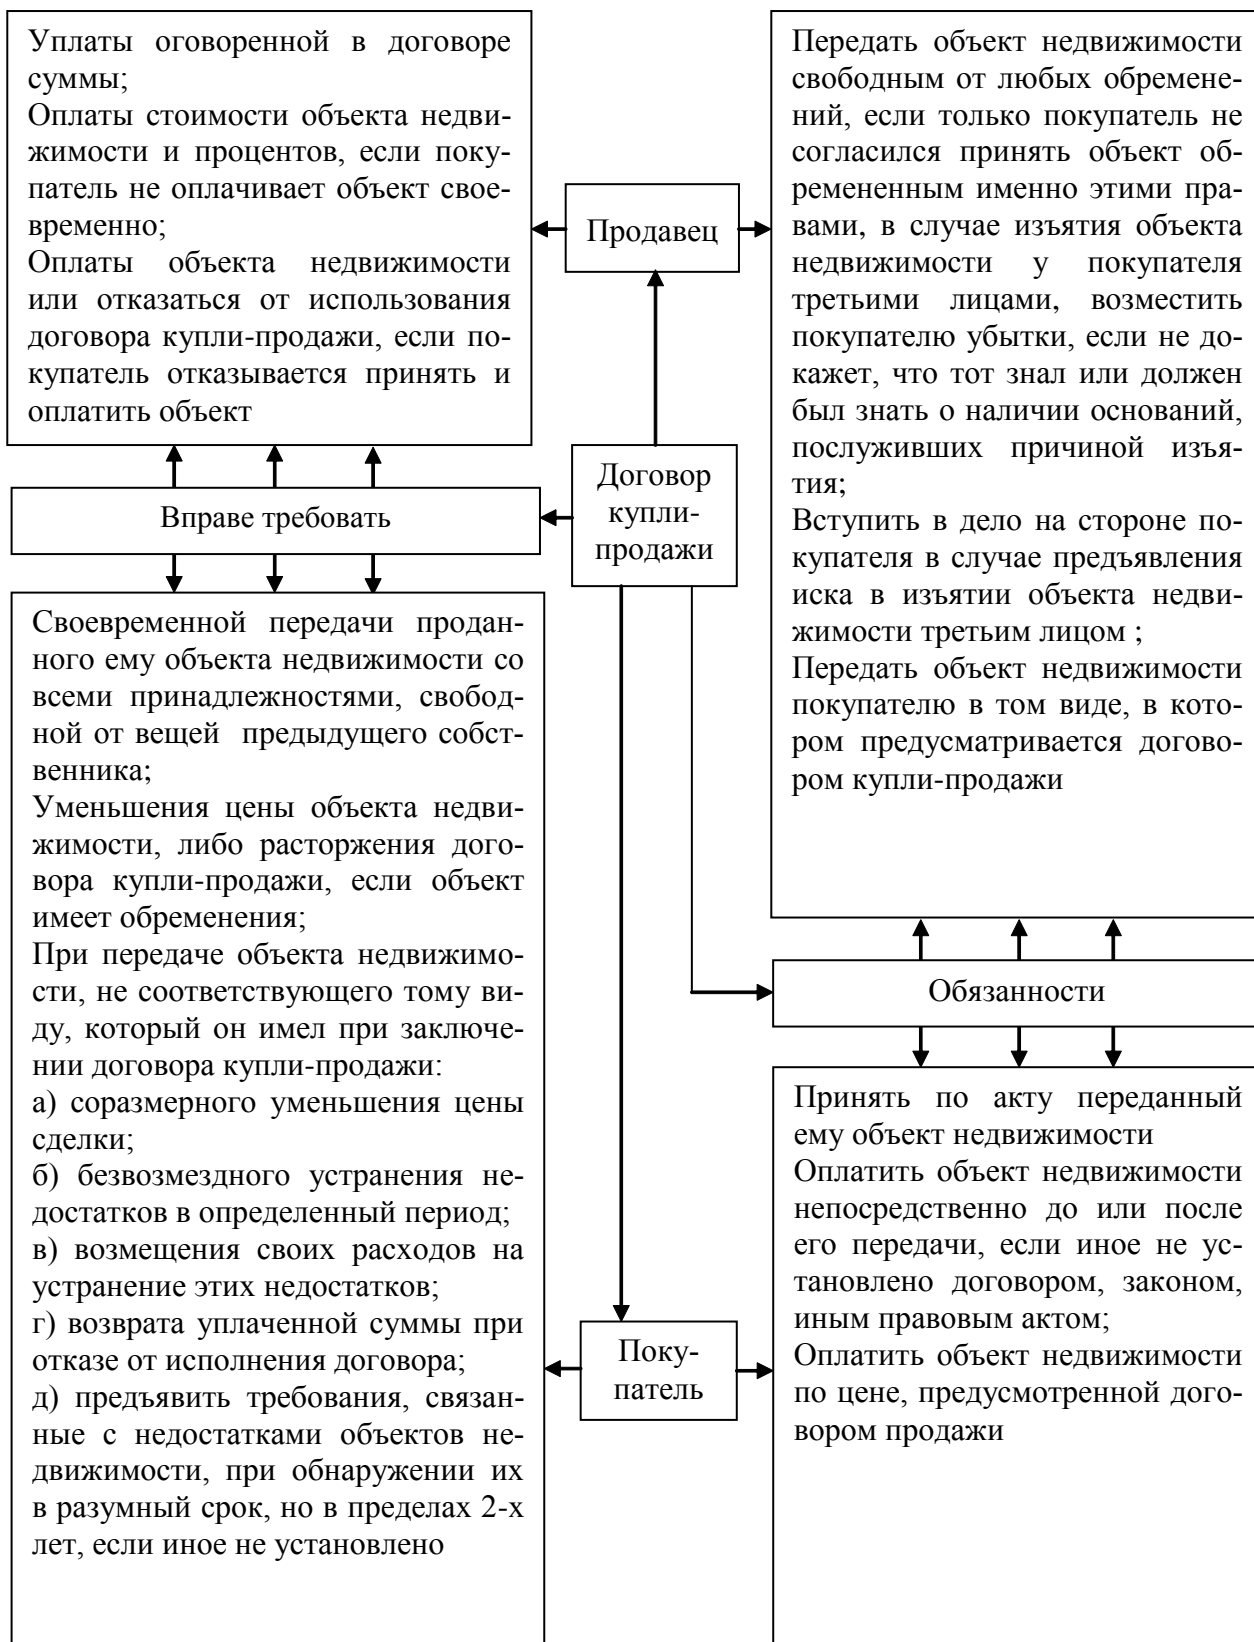 Уплаты оговоренной в договоре
суммы;
Оплаты стоимости объекта недви-
жимости и процентов, если поку-
патель не оплачивает объект свое-
временно;
Оплаты объекта недвижимости
или отказаться от использования
договора купли-продажи, если по-
купатель отказывается принять и
оплатить объект
Продавец
Передать объект недвижимости
свободным от любых обремене-
ний, если только покупатель не
согласился принять объект об-
ремененным именно этими пра-
вами, в случае изъятия объекта
недвижимости у покупателя
третьими лицами, возместить
покупателю убытки, если не до-
кажет, что тот знал или должен
был знать о наличии оснований,
послуживших причиной изъя-
тия;
Вступить в дело на стороне по-
купателя в случае предъявления
иска в изъятии объекта недви-
жимости третьим лицом ;
Передать объект недвижимости
покупателю в том виде, в кото-
ром предусматривается догово-
ром купли-продажи
Вправе требовать
Договор
купли-
продажи
Своевременной передачи продан-
ного ему объекта недвижимости со
всеми принадлежностями, свобод-
ной от вещей предыдущего собст-
венника;
Уменьшения цены объекта недви-
жимости, либо расторжения дого-
вора купли-продажи, если объект
имеет обременения;
При передаче объекта недвижимо-
сти, не соответствующего тому ви-
ду, который он имел при заключе-
нии договора купли-продажи:
а) соразмерного уменьшения цены
сделки;
б) безвозмездного устранения не-
достатков в определенный период;
в) возмещения своих расходов на
устранение этих недостатков;
г) возврата уплаченной суммы при
отказе от исполнения договора;
д) предъявить требования, связан-
ные с недостатками объектов не-
движимости, при обнаружении их
в разумный срок, но в пределах 2-х
лет, если иное не установлено
Обязанности
Поку-
патель
Принять по акту переданный
ему объект недвижимости
Оплатить объект недвижимости
непосредственно до или после
его передачи, если иное не ус-
тановлено договором, законом,
иным правовым актом;
Оплатить объект недвижимости
по цене, предусмотренной дого-
вором продажи